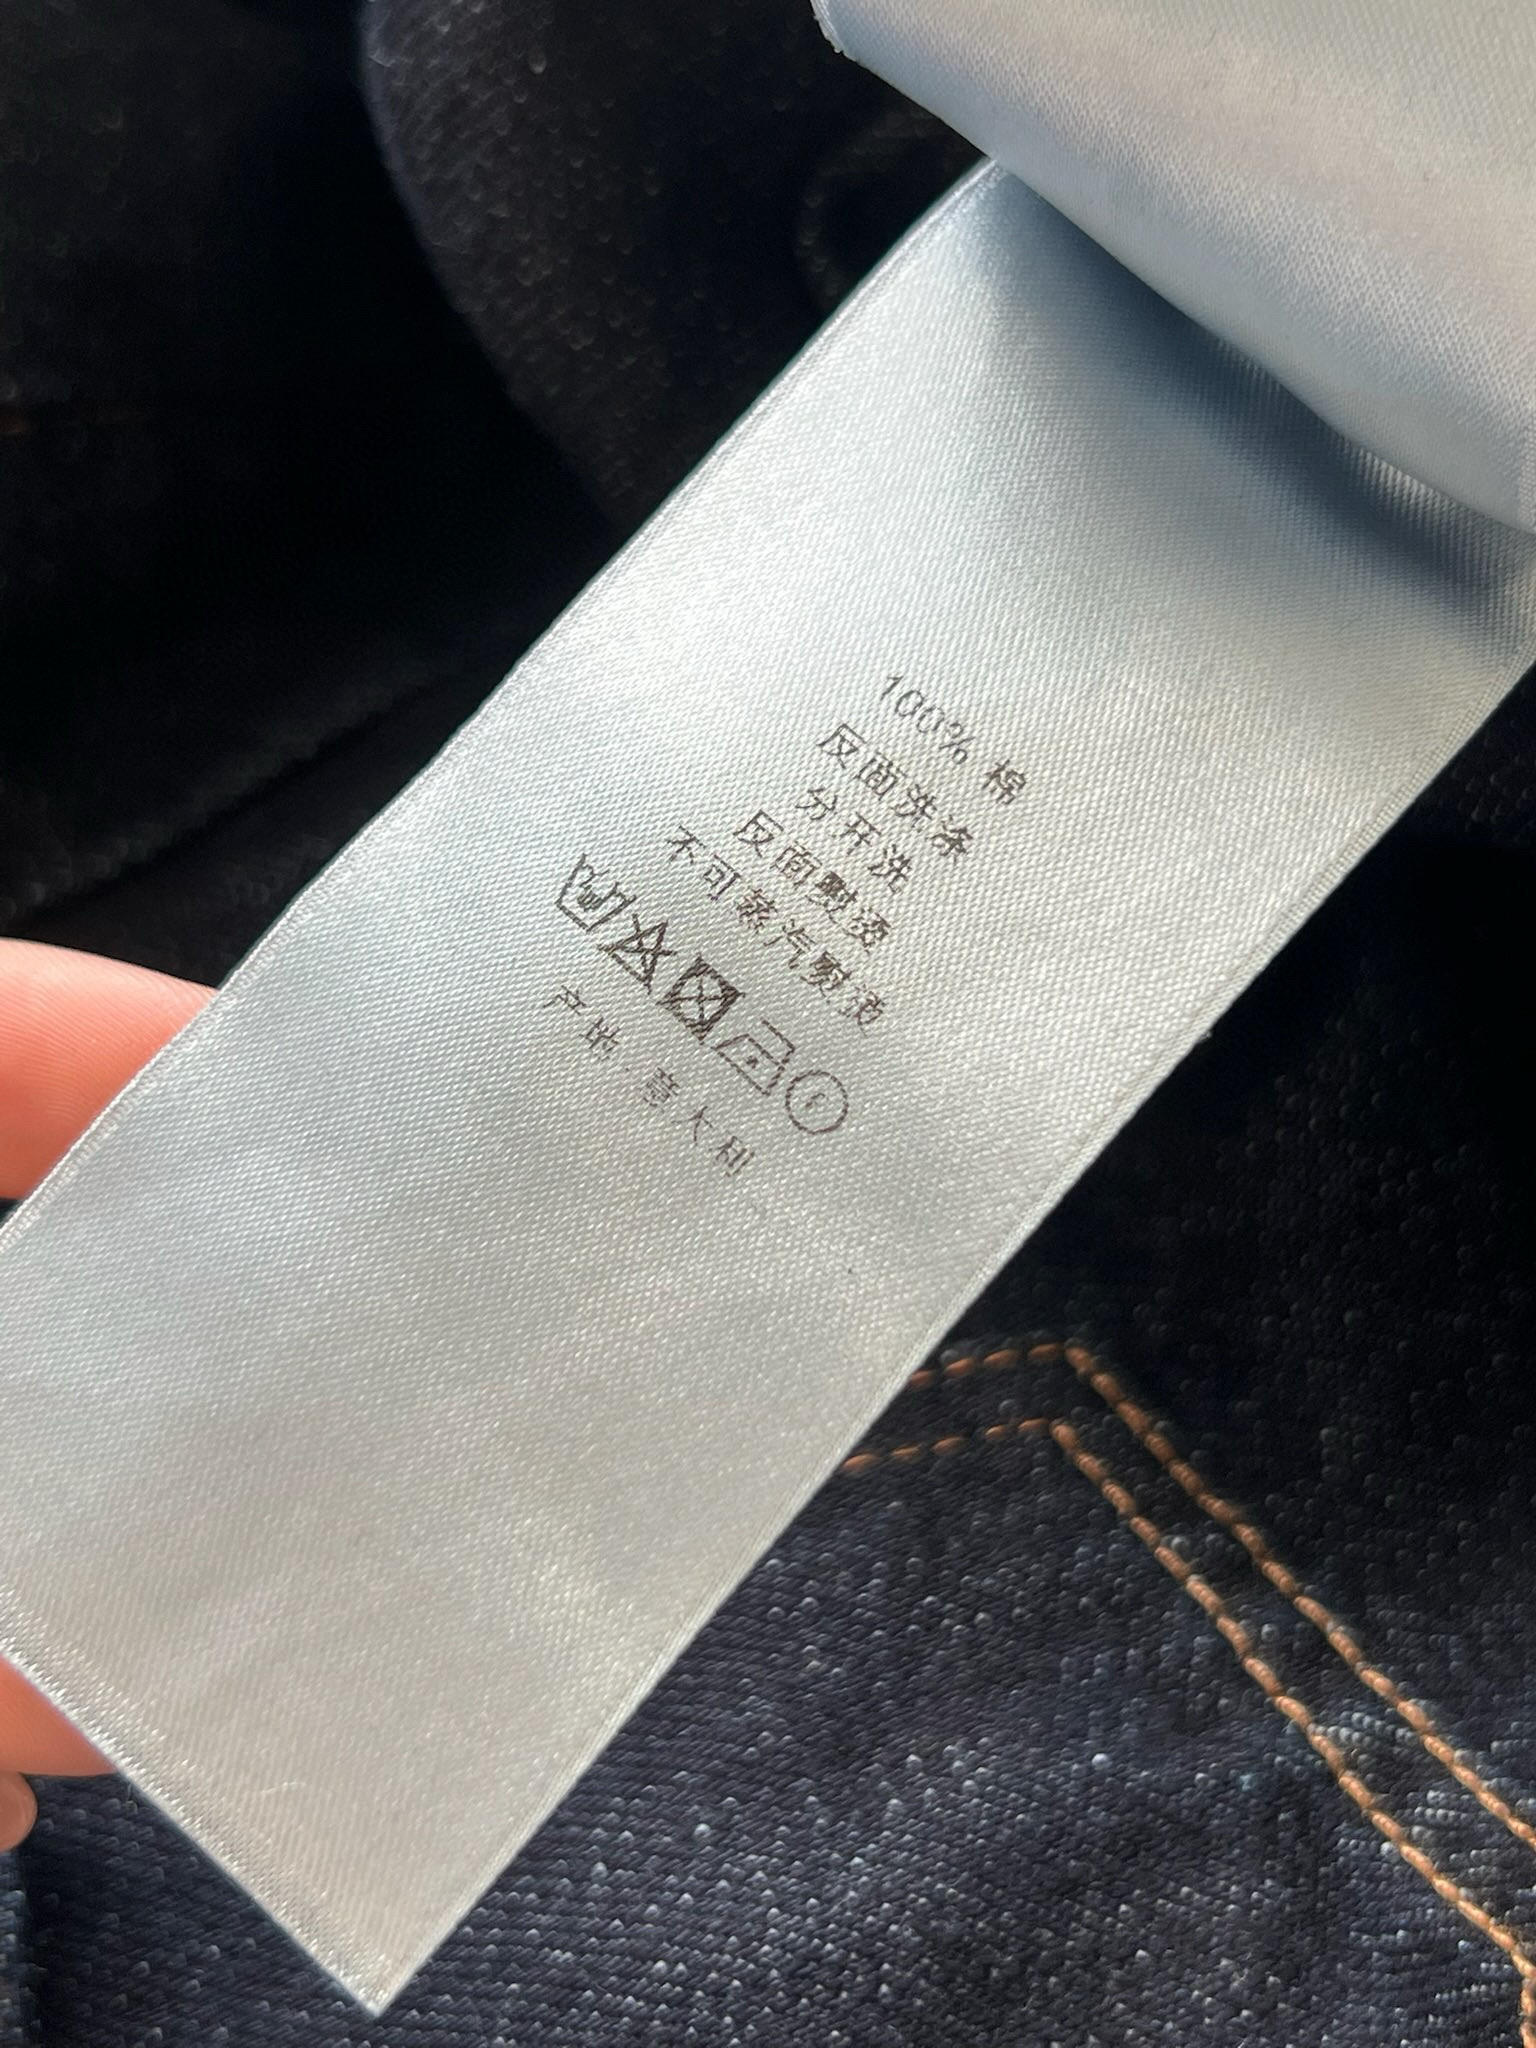 100% 棉
反面洗涤
分开洗
反面熨烫
不可蒸汽熨烫
F
产地:意大利